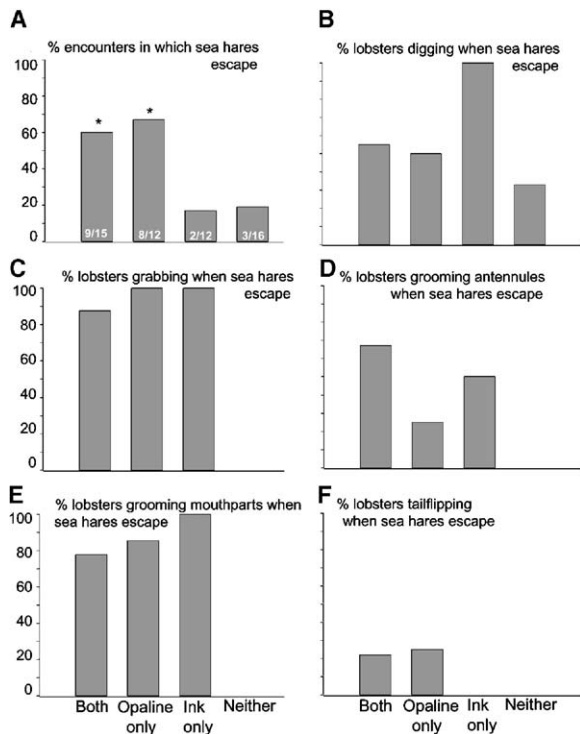 A
% encounters in which sea hares
escape
100
80
60
40
20
0
*
*
9/15
8/12
2/12
3/16
B
% lobsters digging when sea hares
escape
C
% lobsters grabbing when sea hares
escape
100
80
60
40
20
0
D
% lobsters grooming antennules
when sea hares escape
E
% lobsters grooming mouthparts when
sea hares escape
100
80
60
40
20
0
Both
Opaline
only
Ink
only
Neither
F
% lobsters tailflipping
when sea hares escape
Both
Opaline
only
Ink
only
Neither